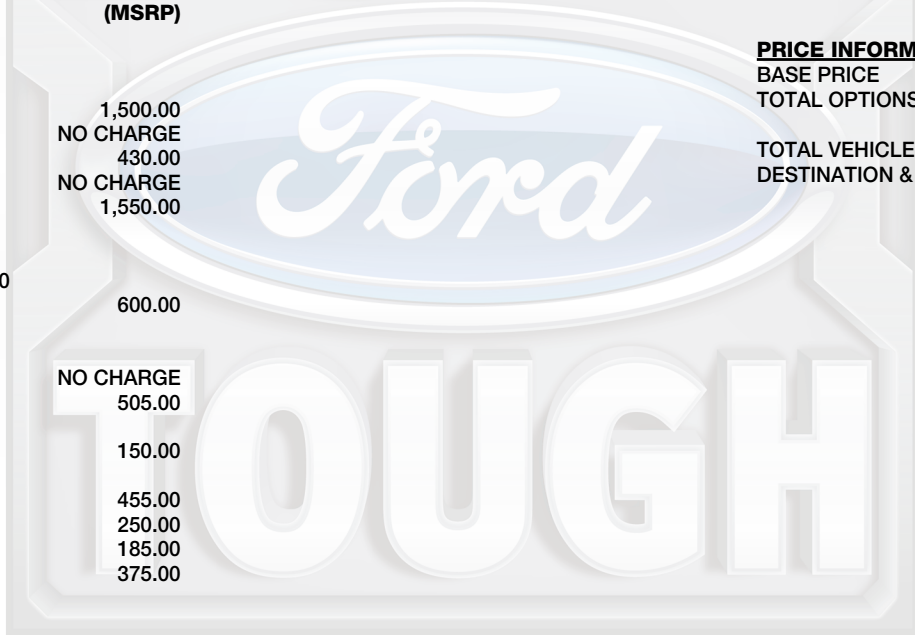 (MSRP)
1,500.00
NO CHARGE
430.00
NO CHARGE
1,550.00
0
600.00
NO CHARGE
505.00
150.00
455.00
250.00
185.00
375.00
PRICE INFORM
BASE PRICE
TOTAL OPTIONS
TOTAL VEHICLE
DESTINATION &
Ford
TOUGH